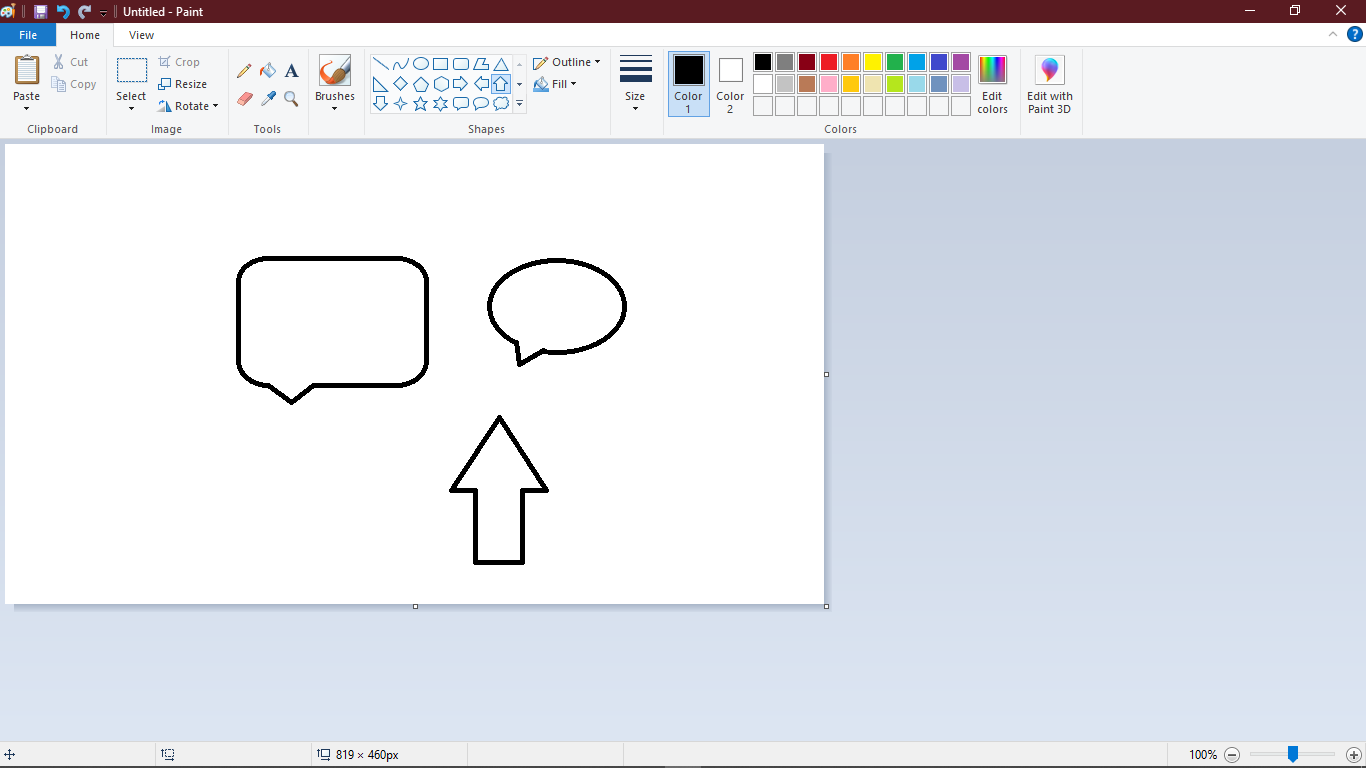 Untitled - Paint
File Home View
Paste
Cut
Copy
Clipboard
Select
Crop
Resize
Rotate
Image
A
Tools
Brushes
Outline
Fill
Shapes
Size
Color 1
Color 2
Edit colors
Colors
Edit with Paint 3D
819 × 460px
100%